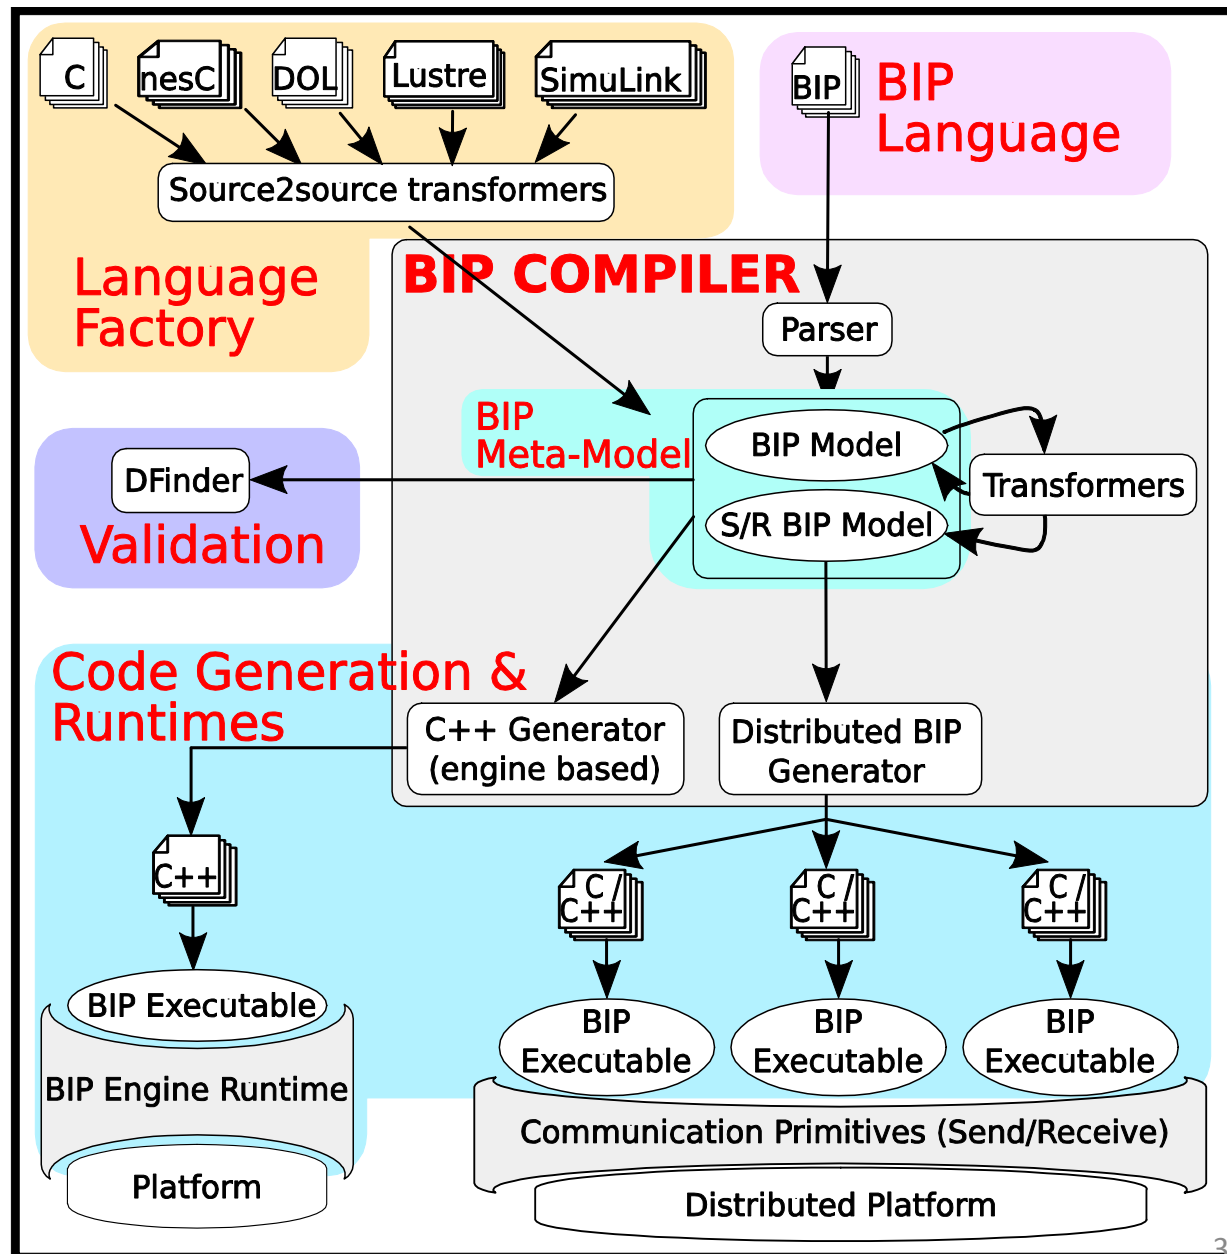 C
nesC
DOL
Lustre
SimuLink
BIP
BIP
Language
Source2source transformers
Language
Factory
BIP COMPILER
Parser
BIP
Meta-Model
BIP Model
Transformers
S/R BIP Model
DFinder
Validation
Code Generation &
Runtimes
C++ Generator
(engine based)
Distributed BIP
Generator
C++
C /
C++
C /
C++
C /
C++
BIP Executable
BIP
Executable
BIP
Executable
BIP
Executable
BIP Engine Runtime
Communication Primitives (Send/Receive)
Platform
Distributed Platform
3